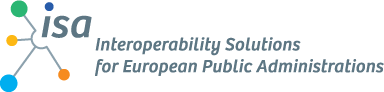 isa
Interoperability Solutions
for European Public Administrations